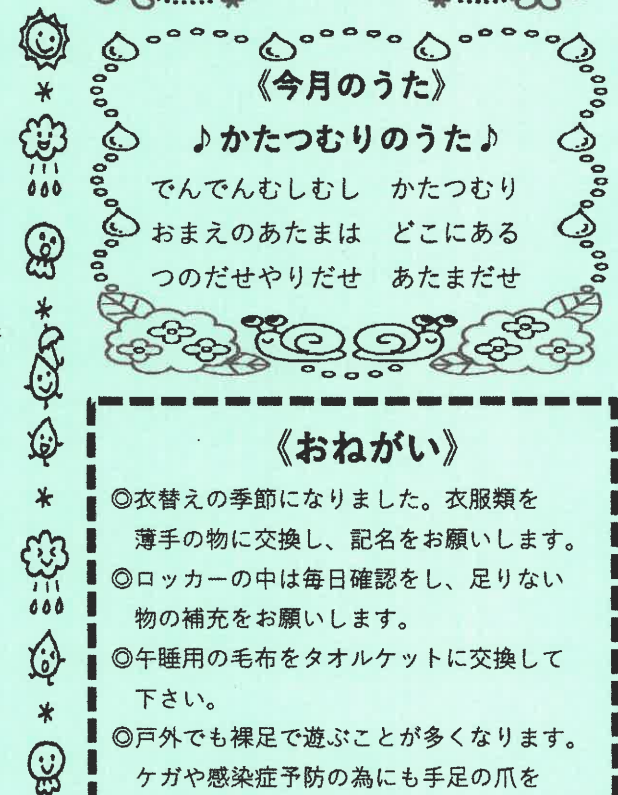 《今月のうた》
♪かたつむりのうた♪
でんでんむしむし　かたつむり
おまえのあたまは　どこにある
つのだせやりだせ　あたまだせ
《おねがい》
◎衣替えの季節になりました。衣服類を
薄手の物に交換し、記名をお願いします。
◎ロッカーの中は毎日確認をし、足りない
物の補充をお願いします。
◎午睡用の毛布をタオルケットに交換して
下さい。
◎戸外でも裸足で遊ぶことが多くなります。
ケガや感染症予防の為にも手足の爪を